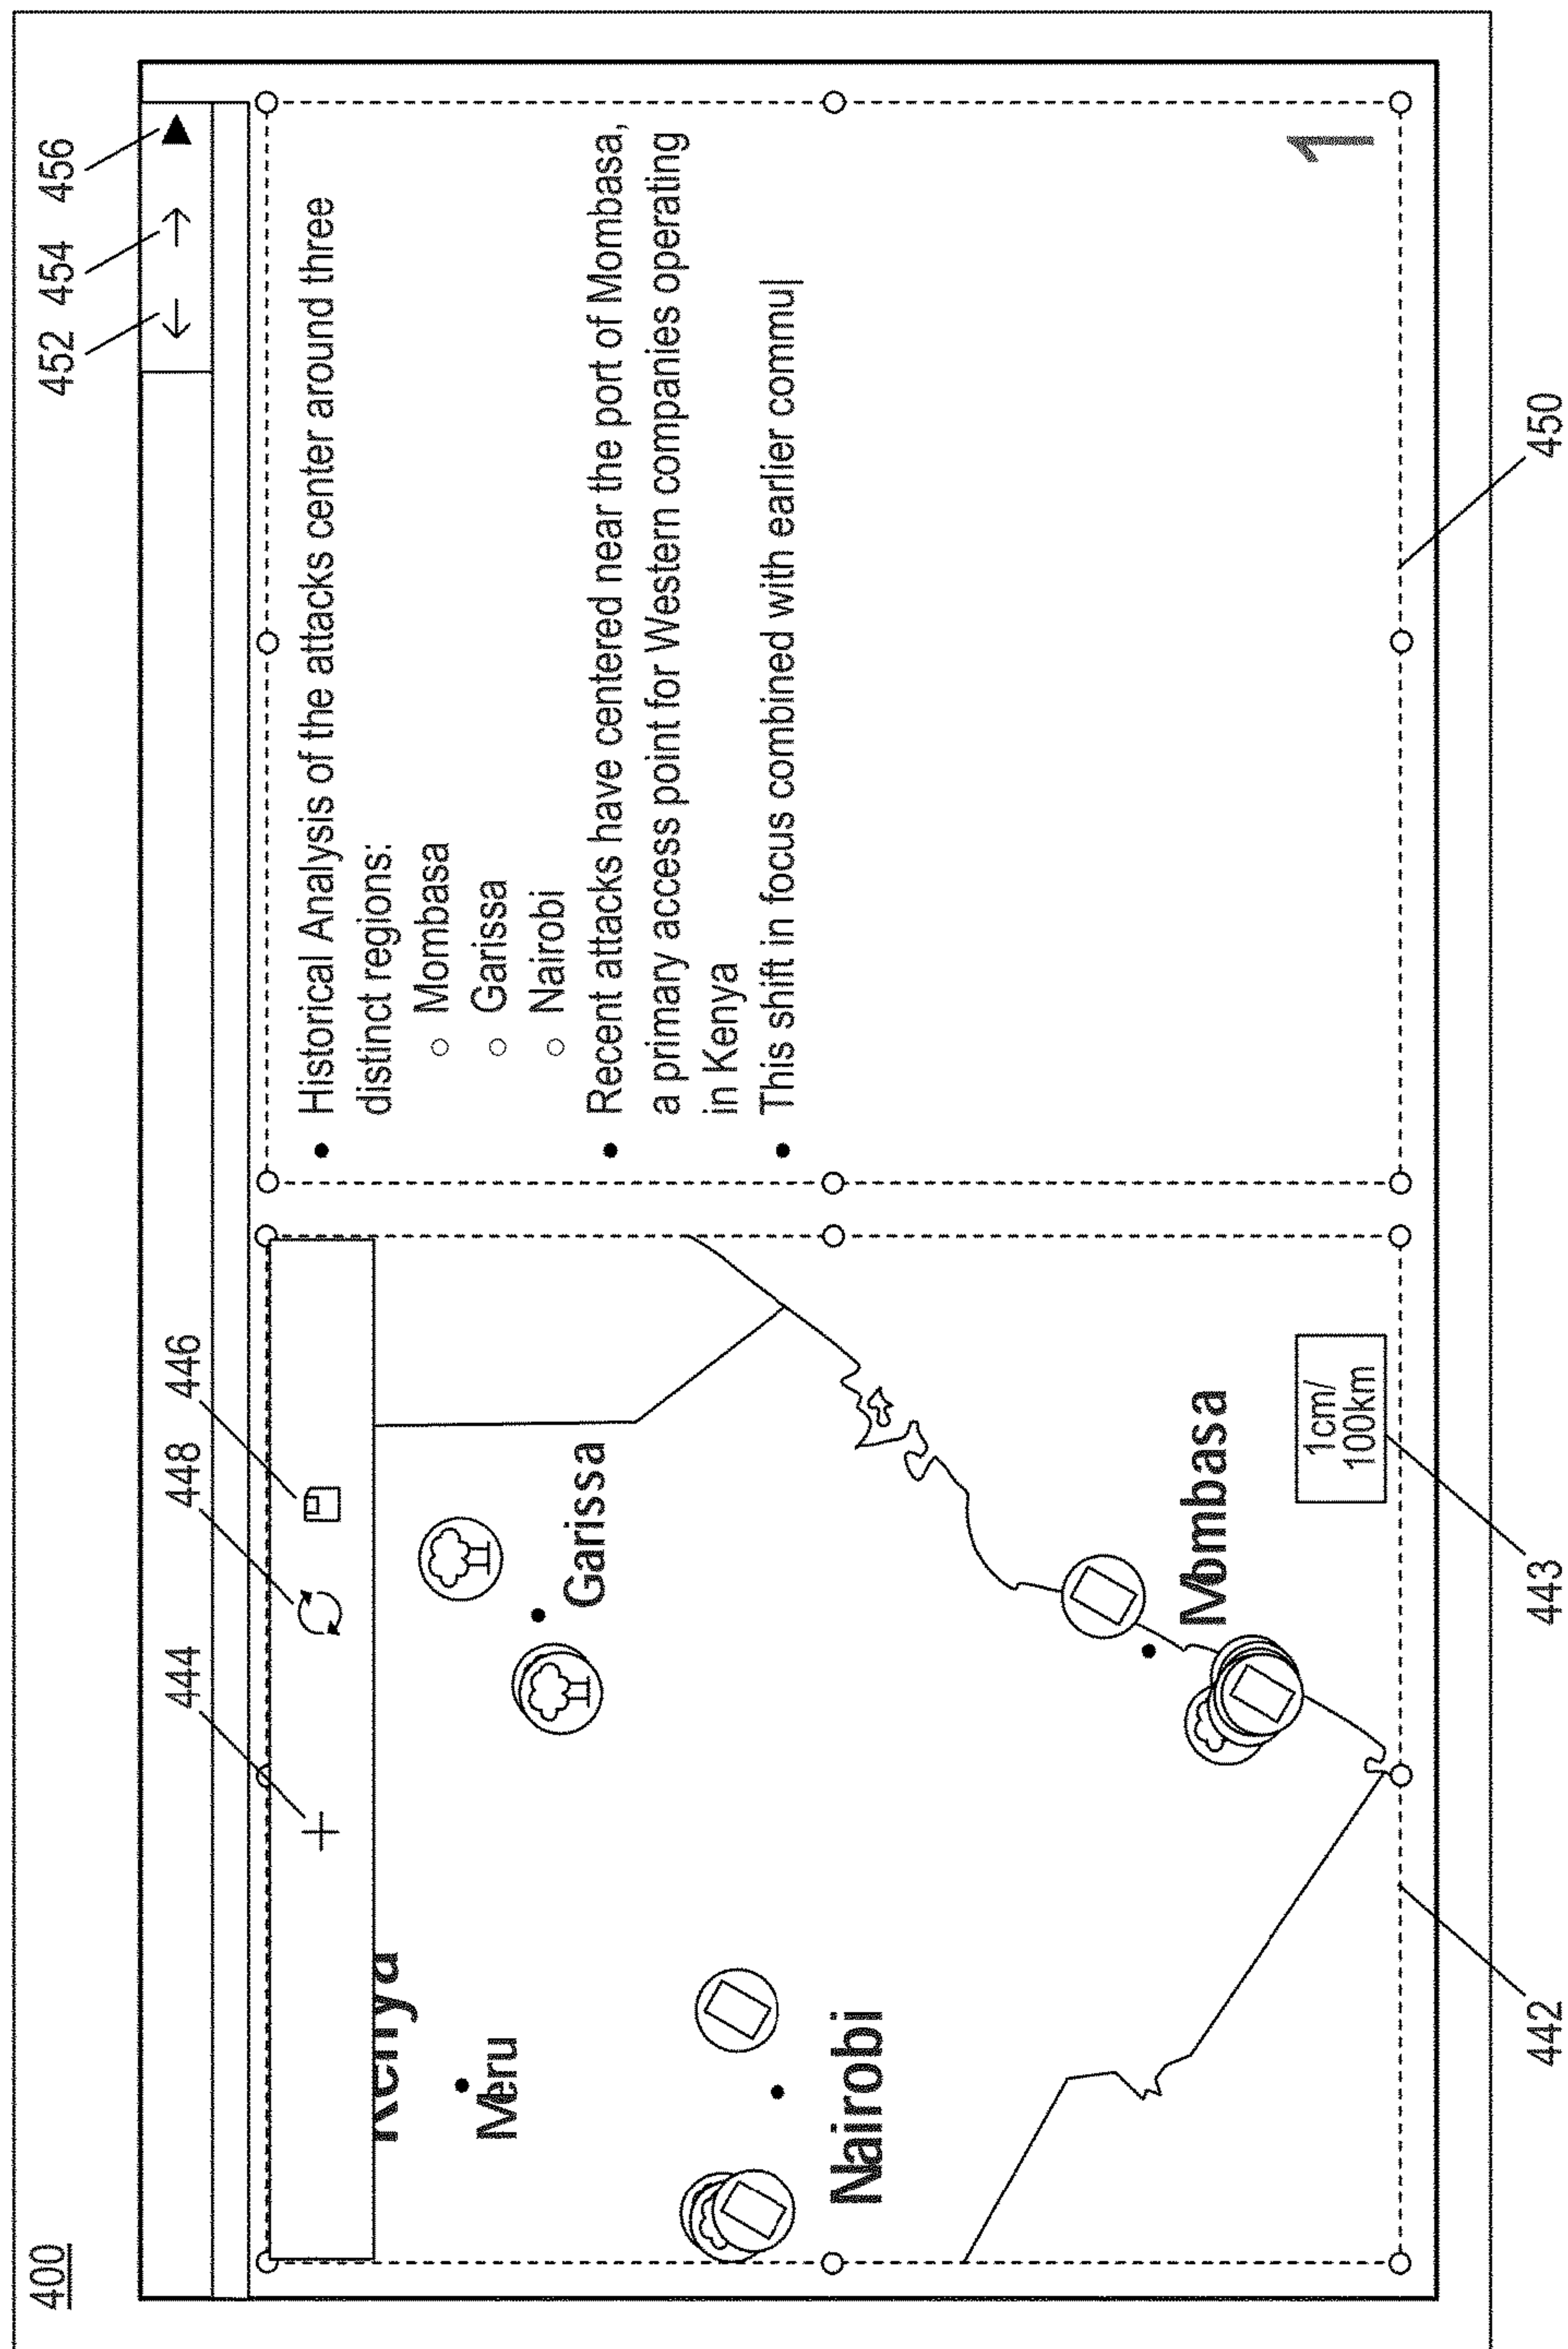 400
452 454 456
444 448 446
Kenya
Meru
Garissa
Nairobi
Mombasa
1cm/
100km
• Historical Analysis of the attacks center around three
distinct regions:
○ Mombasa
○ Garissa
○ Nairobi
• Recent attacks have centered near the port of Mombasa,
a primary access point for Western companies operating
in Kenya
• This shift in focus combined with earlier commu
1
442
443
450